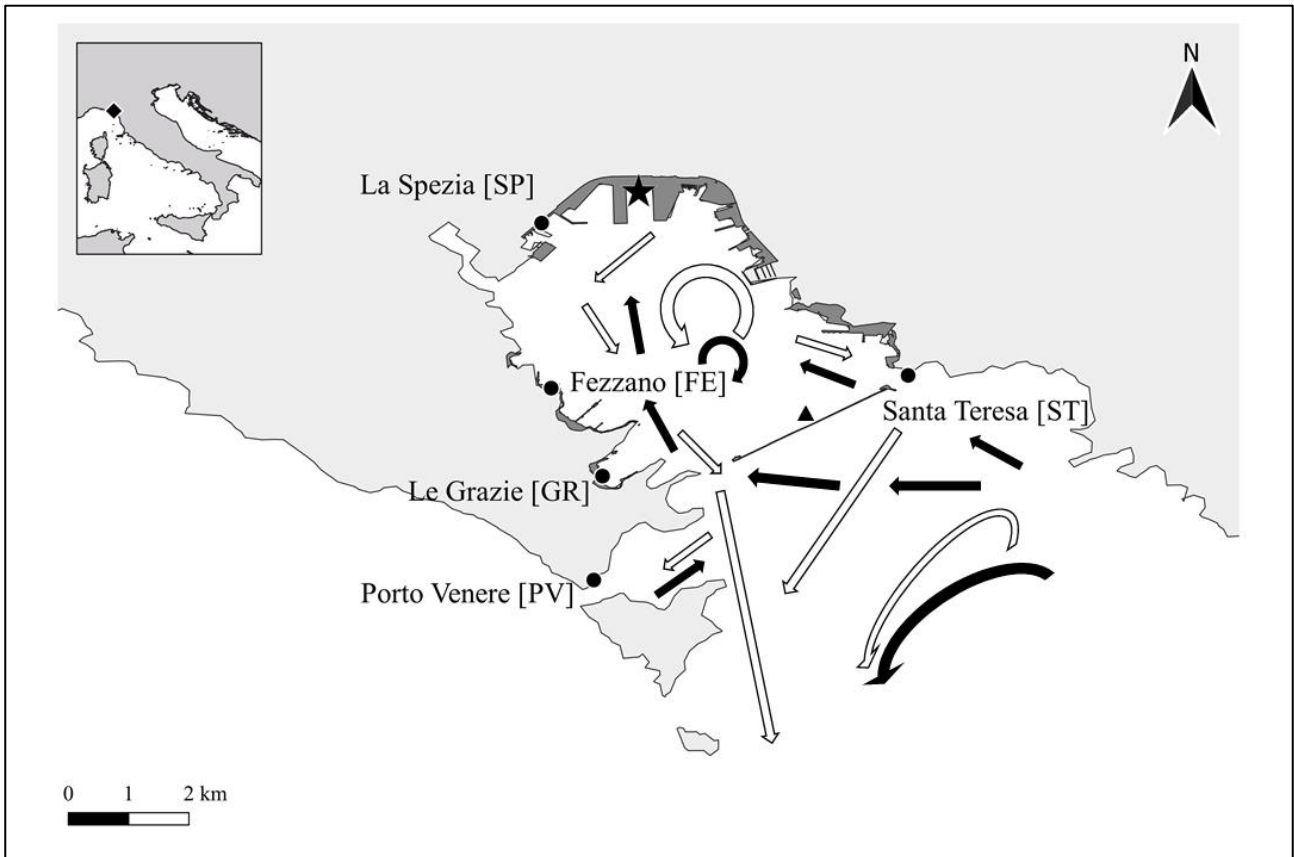 N
La Spezia [SP]
Fezzano [FE]
Santa Teresa [ST]
Le Grazie [GR]
Porto Venere [PV]
0 1 2 km